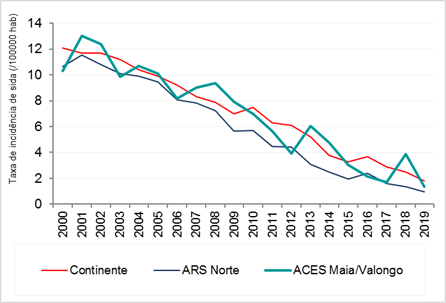 Taxa de incidência de sida (/100000 hab)
14
12
10
8
6
4
2
0
2000 2001 2002 2003 2004 2005 2006 2007 2008 2009 2010 2011 2012 2013 2014 2015 2016 2017 2018 2019
Continente ARS Norte ACES Maia/Valongo